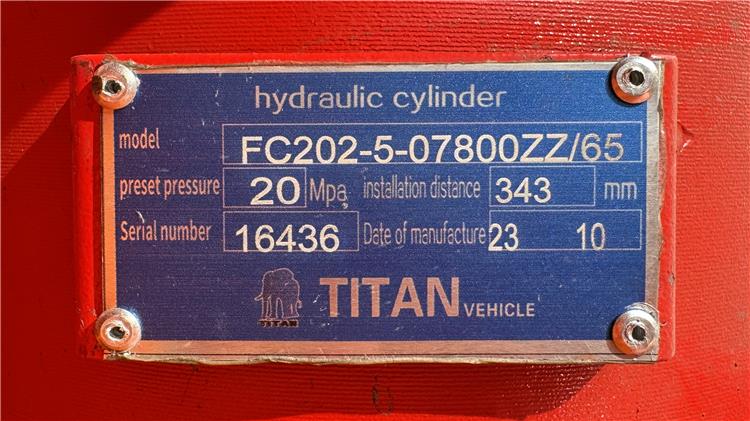 hydraulic cylinder
model FC202-5-07800ZZ/65
preset pressure 20 Mpa installation distance 343 mm
Serial number 16436 Date of manufacture 23 10
TITAN VEHICLE
TITAN